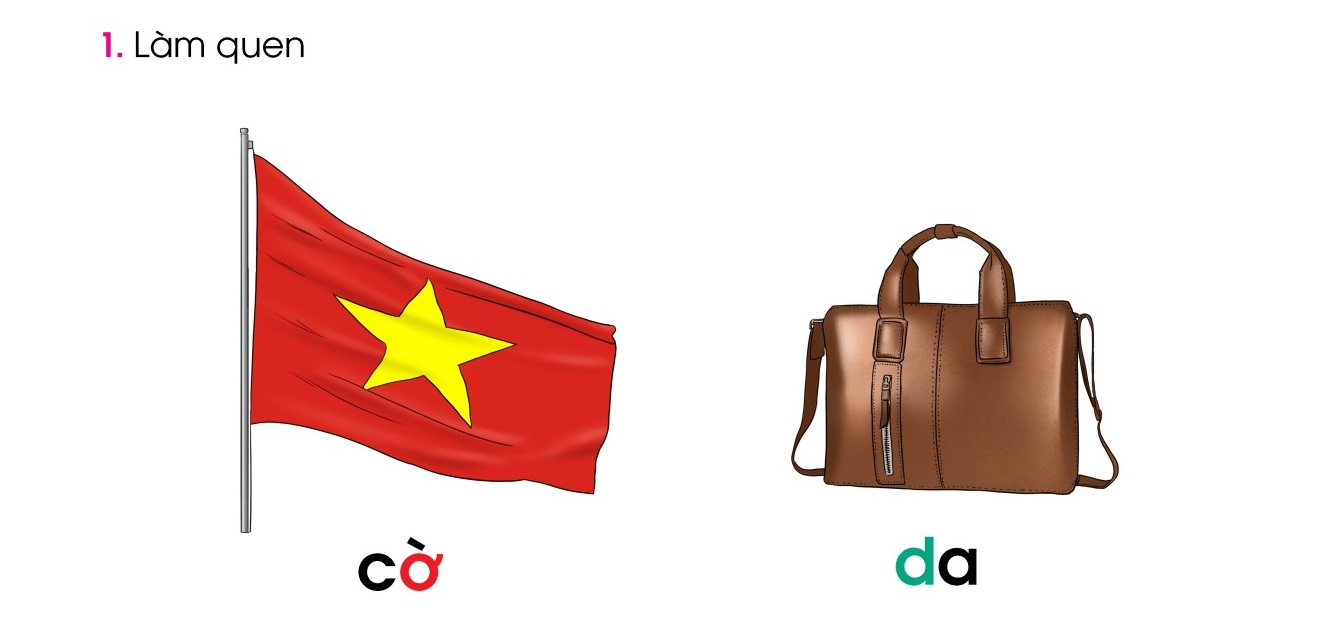 1. Làm quen
cờ
da